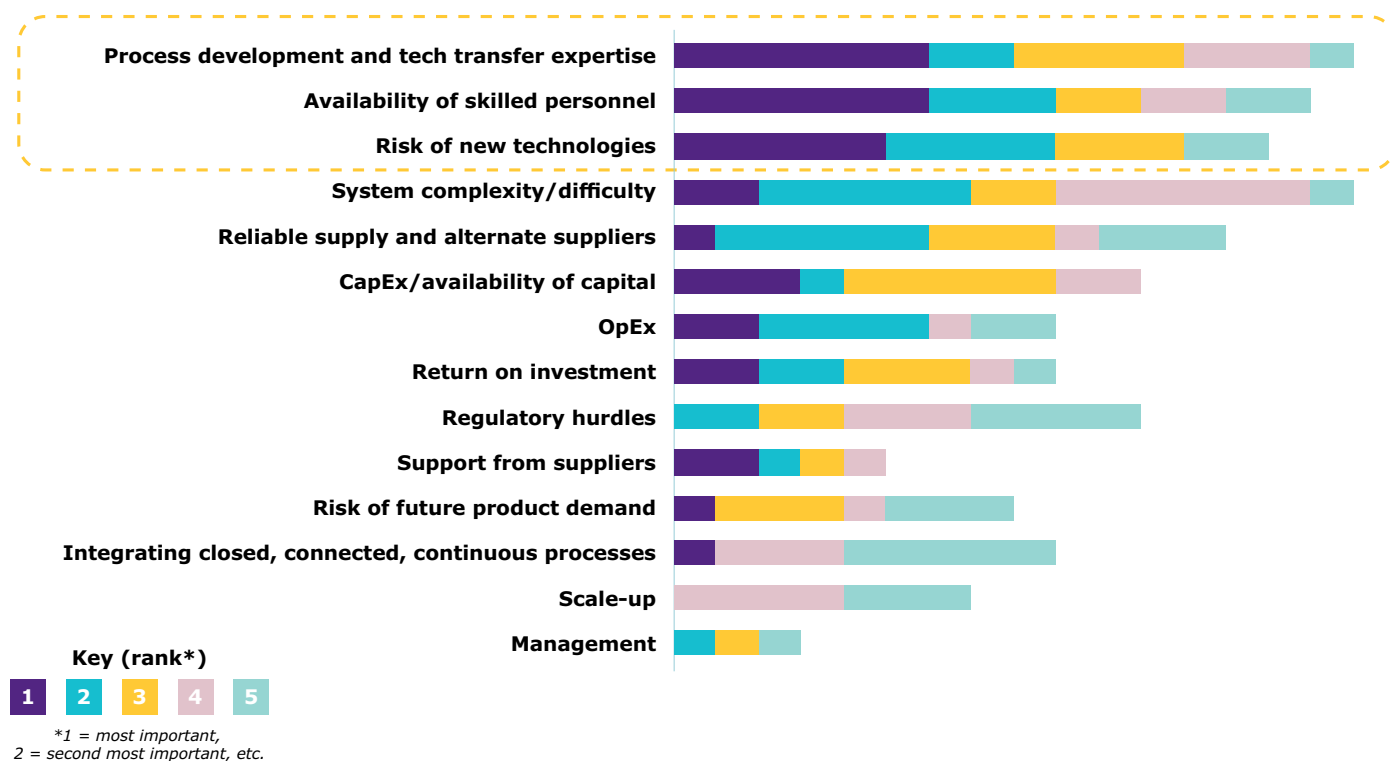 Process development and tech transfer expertise
Availability of skilled personnel
Risk of new technologies
System complexity/difficulty
Reliable supply and alternate suppliers
CapEx/availability of capital
OpEx
Return on investment
Regulatory hurdles
Support from suppliers
Risk of future product demand
Integrating closed, connected, continuous processes
Scale-up
Management
Key (rank*)
1 2 3 4 5
*1 = most important,
2 = second most important, etc.